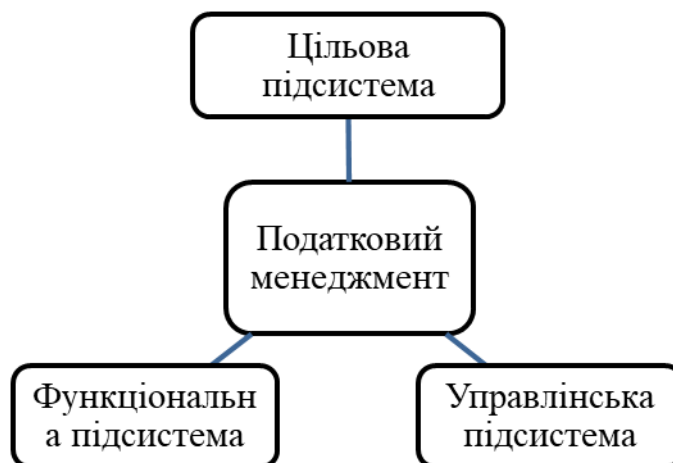 Цільова
підсистема
Податковий
менеджмент
Функціональн
а підсистема
Управлінська
підсистема